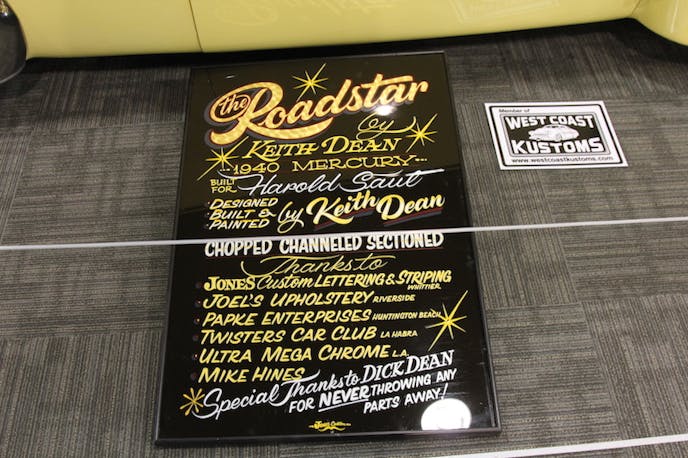 the Roadstar
by
KEITH DEAN
1940 MERCURY
BUILT FOR Harold Saut
DESIGNED
BUILT &
PAINTED by Keith Dean
CHOPPED CHANNELED SECTIONED
Thanks to
JONES Custom LETTERING & STRIPING WHITTIER
JOEL'S UPHOLSTERY RIVERSIDE
PAPKE ENTERPRISES HUNTINGTON BEACH
TWISTERS CAR CLUB LA HABRA
ULTRA MEGA CHROME L.A.
MIKE HINES
Special Thanks to DICK DEAN
FOR NEVER THROWING ANY
PARTS AWAY!
Member of
WEST COAST
KUSTOMS
www.westcoastkustoms.com